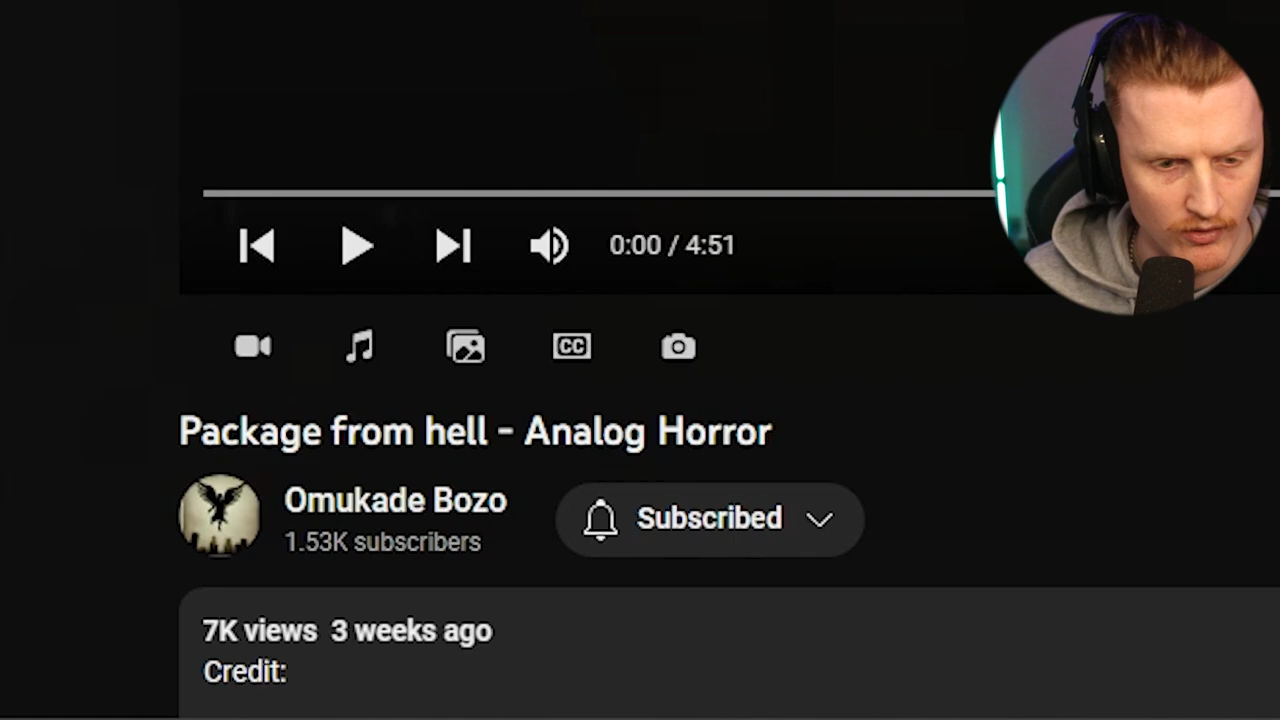 0:00 / 4:51
CC
Package from hell - Analog Horror
Omukade Bozo
Subscribed
1.53K subscribers
7K views 3 weeks ago
Credit: